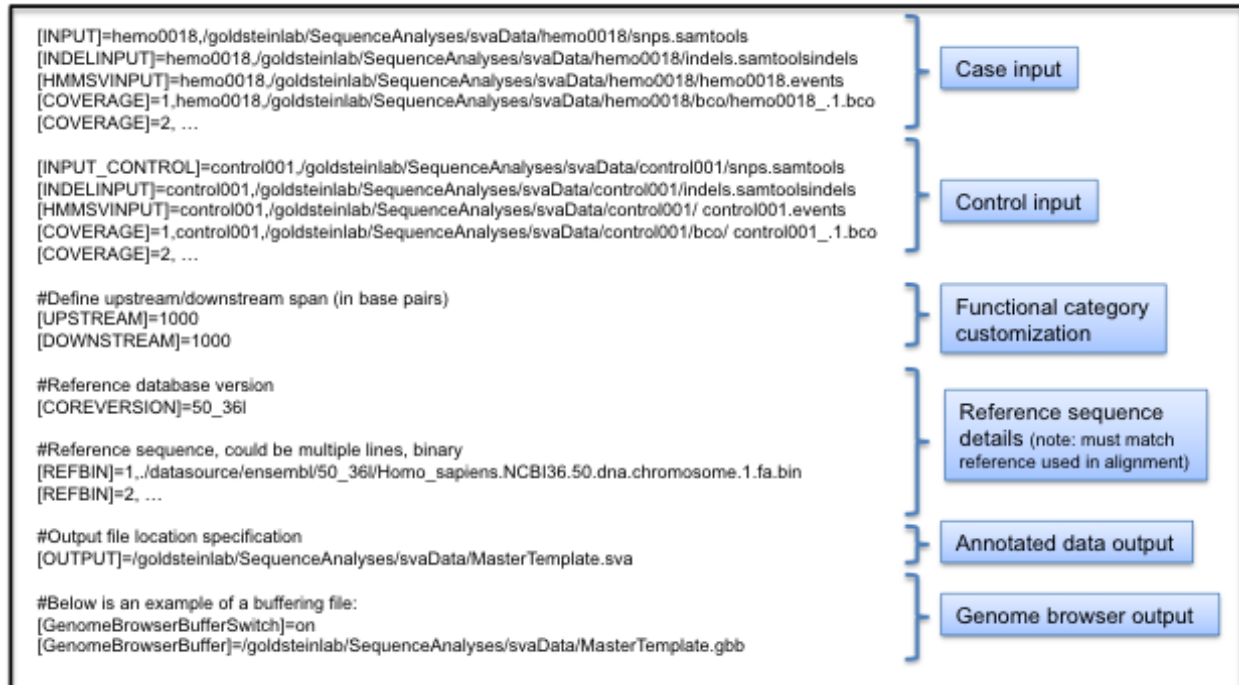 [INPUT]=hemo0018,/goldsteinlab/SequenceAnalyses/svaData/hemo0018/snps.samtools
[INDELINPUT]=hemo0018,/goldsteinlab/SequenceAnalyses/svaData/hemo0018/indels.samtoolsindels
[HMMSVINPUT]=hemo0018,/goldsteinlab/SequenceAnalyses/svaData/hemo0018/hemo0018.events
[COVERAGE]=1,hemo0018,/goldsteinlab/SequenceAnalyses/svaData/hemo0018/bco/hemo0018_.1.bco
[COVERAGE]=2, …
Case input
[INPUT_CONTROL]=control001,/goldsteinlab/SequenceAnalyses/svaData/control001/snps.samtools
[INDELINPUT]=control001,/goldsteinlab/SequenceAnalyses/svaData/control001/indels.samtoolsindels
[HMMSVINPUT]=control001,/goldsteinlab/SequenceAnalyses/svaData/control001/ control001.events
[COVERAGE]=1,control001,/goldsteinlab/SequenceAnalyses/svaData/control001/bco/ control001_.1.bco
[COVERAGE]=2, …
Control input
#Define upstream/downstream span (in base pairs)
[UPSTREAM]=1000
[DOWNSTREAM]=1000
Functional category
customization
#Reference database version
[COREVERSION]=50_36l
#Reference sequence, could be multiple lines, binary
[REFBIN]=1,./datasource/ensembl/50_36l/Homo_sapiens.NCBI36.50.dna.chromosome.1.fa.bin
[REFBIN]=2, …
Reference sequence
details (note: must match
reference used in alignment)
#Output file location specification
[OUTPUT]=/goldsteinlab/SequenceAnalyses/svaData/MasterTemplate.sva
Annotated data output
#Below is an example of a buffering file:
[GenomeBrowserBufferSwitch]=on
[GenomeBrowserBuffer]=/goldsteinlab/SequenceAnalyses/svaData/MasterTemplate.gbb
Genome browser output